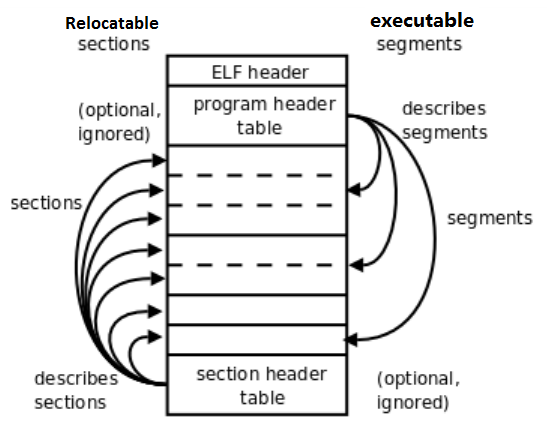 Relocatable
sections
executable
segments
ELF header
(optional,
ignored)
program header
table
describes
segments
sections
segments
describes
sections
section header
table
(optional,
ignored)